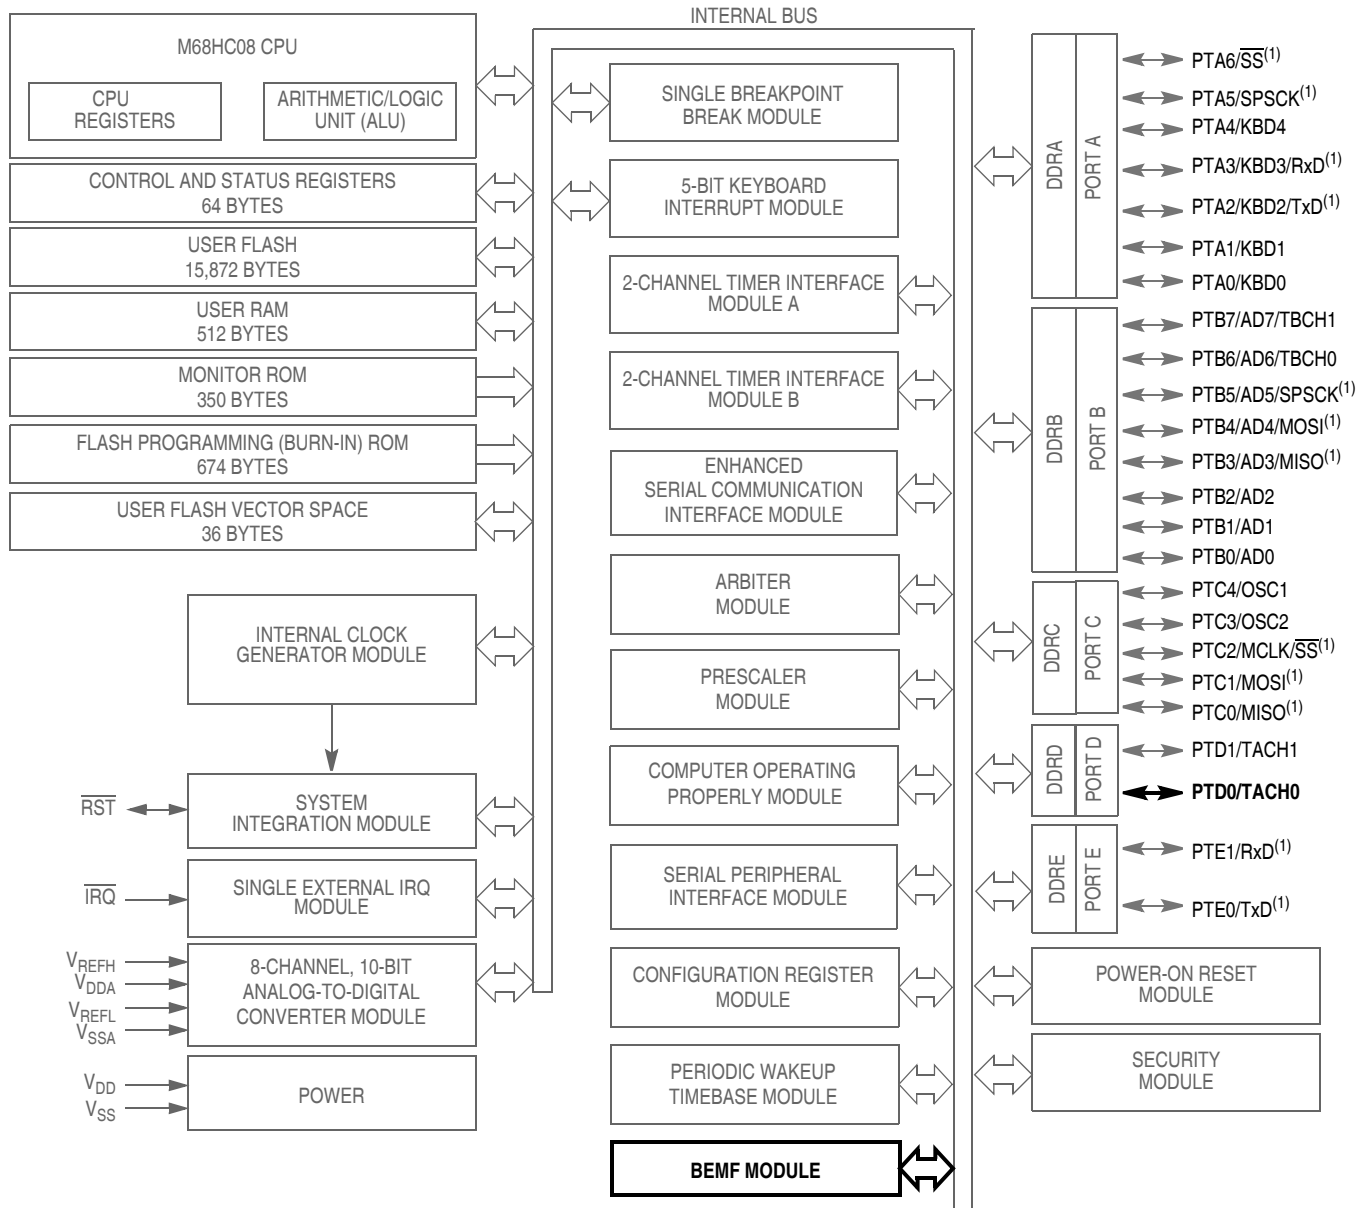 INTERNAL BUS
M68HC08 CPU
CPU
REGISTERS
ARITHMETIC/LOGIC
UNIT (ALU)
CONTROL AND STATUS REGISTERS
64 BYTES
USER FLASH
15,872 BYTES
USER RAM
512 BYTES
MONITOR ROM
350 BYTES
FLASH PROGRAMMING (BURN-IN) ROM
674 BYTES
USER FLASH VECTOR SPACE
36 BYTES
INTERNAL CLOCK
GENERATOR MODULE
RST
SYSTEM
INTEGRATION MODULE
IRQ
SINGLE EXTERNAL IRQ
MODULE
VREFH
VDDA
VREFL
VSSA
8-CHANNEL, 10-BIT
ANALOG-TO-DIGITAL
CONVERTER MODULE
VDD
VSS
POWER
SINGLE BREAKPOINT
BREAK MODULE
5-BIT KEYBOARD
INTERRUPT MODULE
2-CHANNEL TIMER INTERFACE
MODULE A
2-CHANNEL TIMER INTERFACE
MODULE B
ENHANCED
SERIAL COMMUNICATION
INTERFACE MODULE
ARBITER
MODULE
PRESCALER
MODULE
COMPUTER OPERATING
PROPERLY MODULE
SERIAL PERIPHERAL
INTERFACE MODULE
CONFIGURATION REGISTER
MODULE
PERIODIC WAKEUP
TIMEBASE MODULE
BEMF MODULE
DDRA
PORT A
PTA6/SS(1)
PTA5/SPSCK(1)
PTA4/KBD4
PTA3/KBD3/RxD(1)
PTA2/KBD2/TxD(1)
PTA1/KBD1
PTA0/KBD0
DDRB
PORT B
PTB7/AD7/TBCH1
PTB6/AD6/TBCH0
PTB5/AD5/SPSCK(1)
PTB4/AD4/MOSI(1)
PTB3/AD3/MISO(1)
PTB2/AD2
PTB1/AD1
PTB0/AD0
DDRC
PORT C
PTC4/OSC1
PTC3/OSC2
PTC2/MCLK/SS(1)
PTC1/MOSI(1)
PTC0/MISO(1)
DDRD
PORT D
PTD1/TACH1
PTD0/TACH0
DDRE
PORT E
PTE1/RxD(1)
PTE0/TxD(1)
POWER-ON RESET
MODULE
SECURITY
MODULE